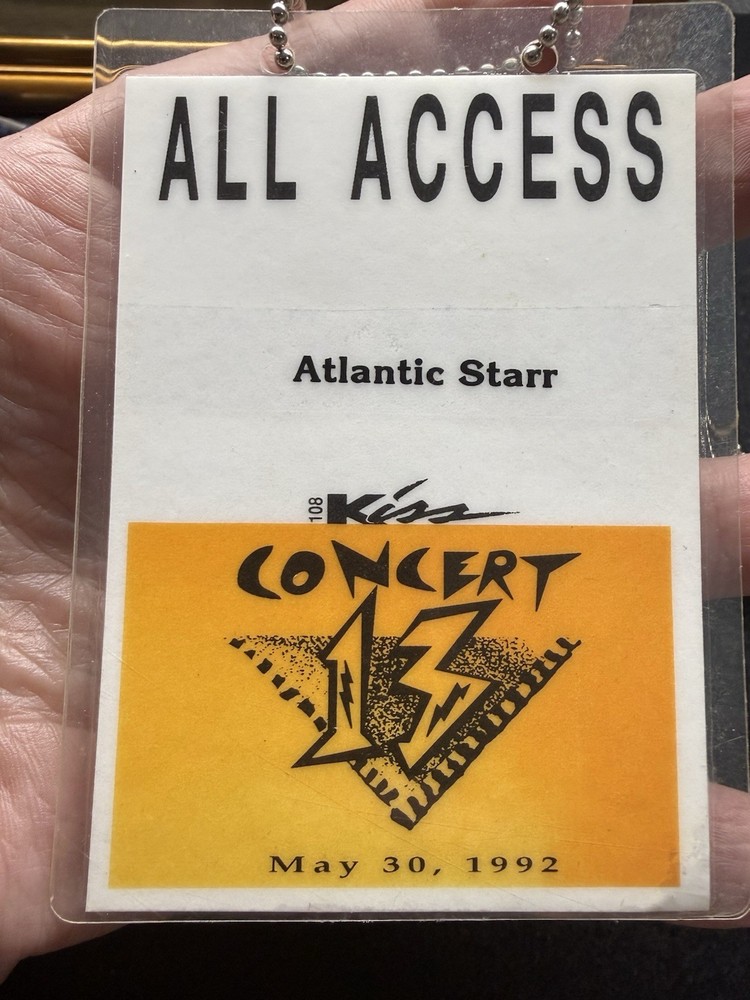 ALL ACCESS
Atlantic Starr
108 Kiss
CONCERT
13
May 30, 1992